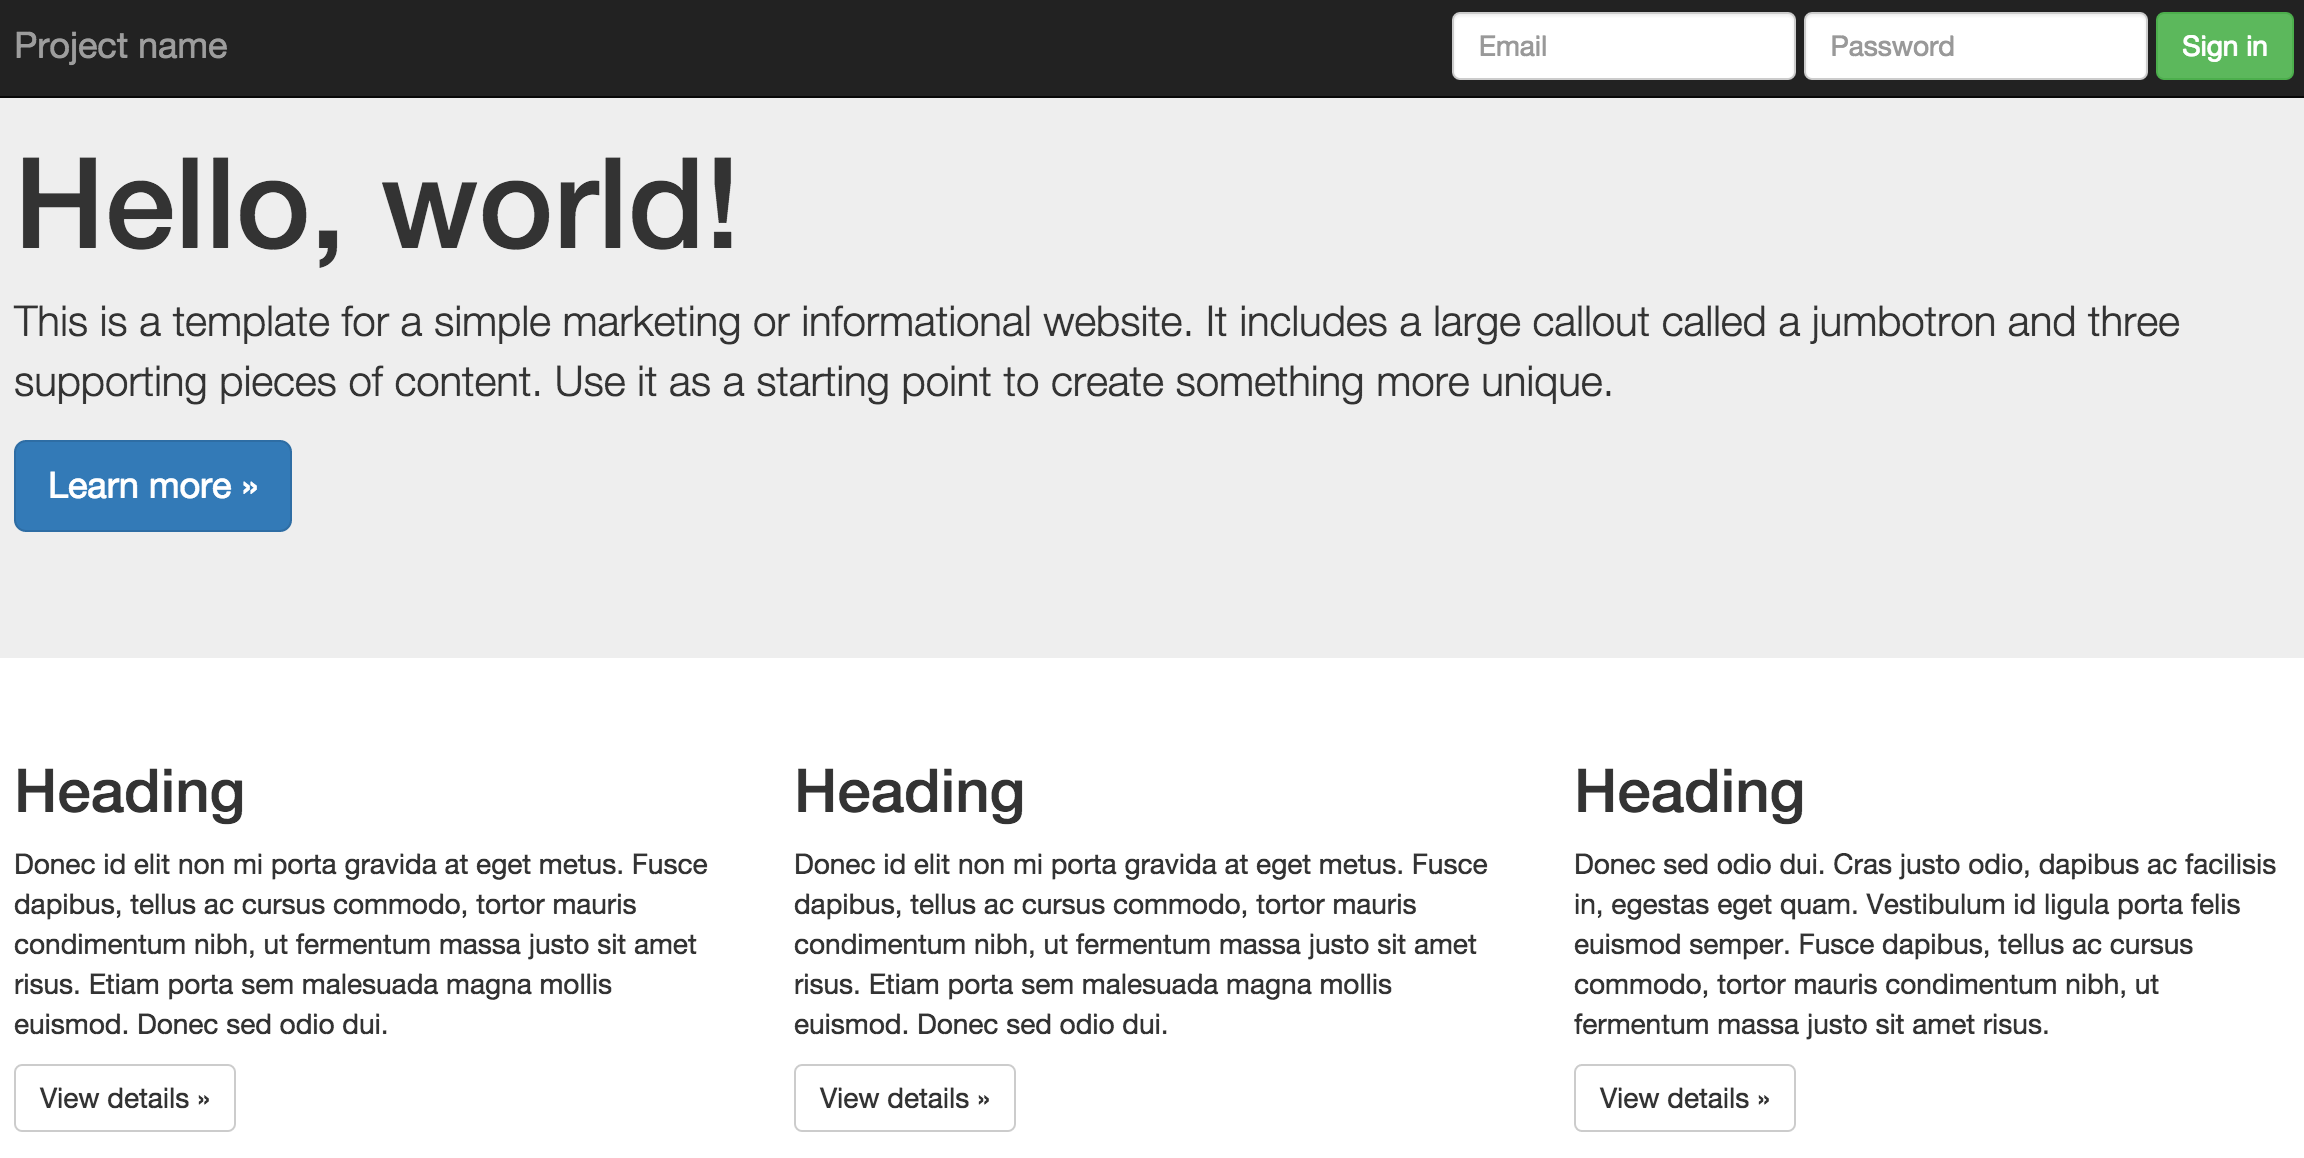 Project name
Email
Password
Sign in
Hello, world!
This is a template for a simple marketing or informational website. It includes a large callout called a jumbotron and three
supporting pieces of content. Use it as a starting point to create something more unique.
Learn more »
Heading
Donec id elit non mi porta gravida at eget metus. Fusce
dapibus, tellus ac cursus commodo, tortor mauris
condimentum nibh, ut fermentum massa justo sit amet
risus. Etiam porta sem malesuada magna mollis
euismod. Donec sed odio dui.
View details »
Heading
Donec id elit non mi porta gravida at eget metus. Fusce
dapibus, tellus ac cursus commodo, tortor mauris
condimentum nibh, ut fermentum massa justo sit amet
risus. Etiam porta sem malesuada magna mollis
euismod. Donec sed odio dui.
View details »
Heading
Donec sed odio dui. Cras justo odio, dapibus ac facilisis
in, egestas eget quam. Vestibulum id ligula porta felis
euismod semper. Fusce dapibus, tellus ac cursus
commodo, tortor mauris condimentum nibh, ut
fermentum massa justo sit amet risus.
View details »